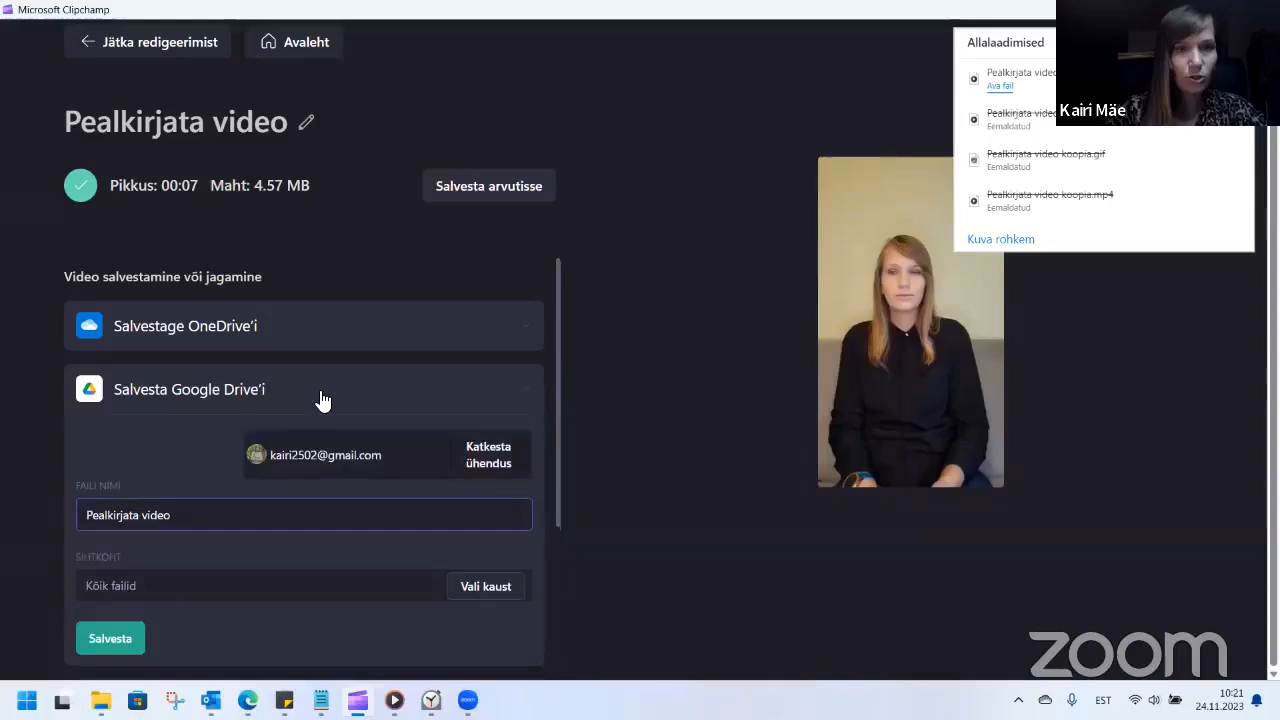 Microsoft Clipchamp
Jätka redigeerimist
Avaleht
Allalaadimised
Pealkirjata video
Ava fail
Kairi Mäe
Pealkirjata video
Pealkirjata video
Eemaldatud
Pealkirjata video koopia.gif
Eemaldatud
Pikkus: 00:07 Maht: 4.57 MB
Salvesta arvutisse
Pealkirjata video koopia.mp4
Eemaldatud
Kuva rohkem
Video salvestamine või jagamine
Salvestage OneDrive’i
Salvesta Google Drive’i
kairi2502@gmail.com
Katkesta
ühendus
FAILI NIMI
Pealkirjata video
SIHTKOHT
Kõik failid
Vali kaust
Salvesta
zoom
zoom
EST
10:21
24.11.2023